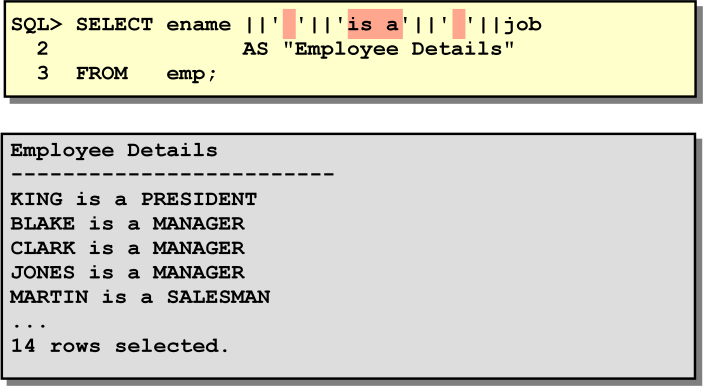 SQL> SELECT ename ||' '||'is a'||' '||job
  2               AS "Employee Details"
  3  FROM   emp;
Employee Details
-------------------------
KING is a PRESIDENT
BLAKE is a MANAGER
CLARK is a MANAGER
JONES is a MANAGER
MARTIN is a SALESMAN
...
14 rows selected.